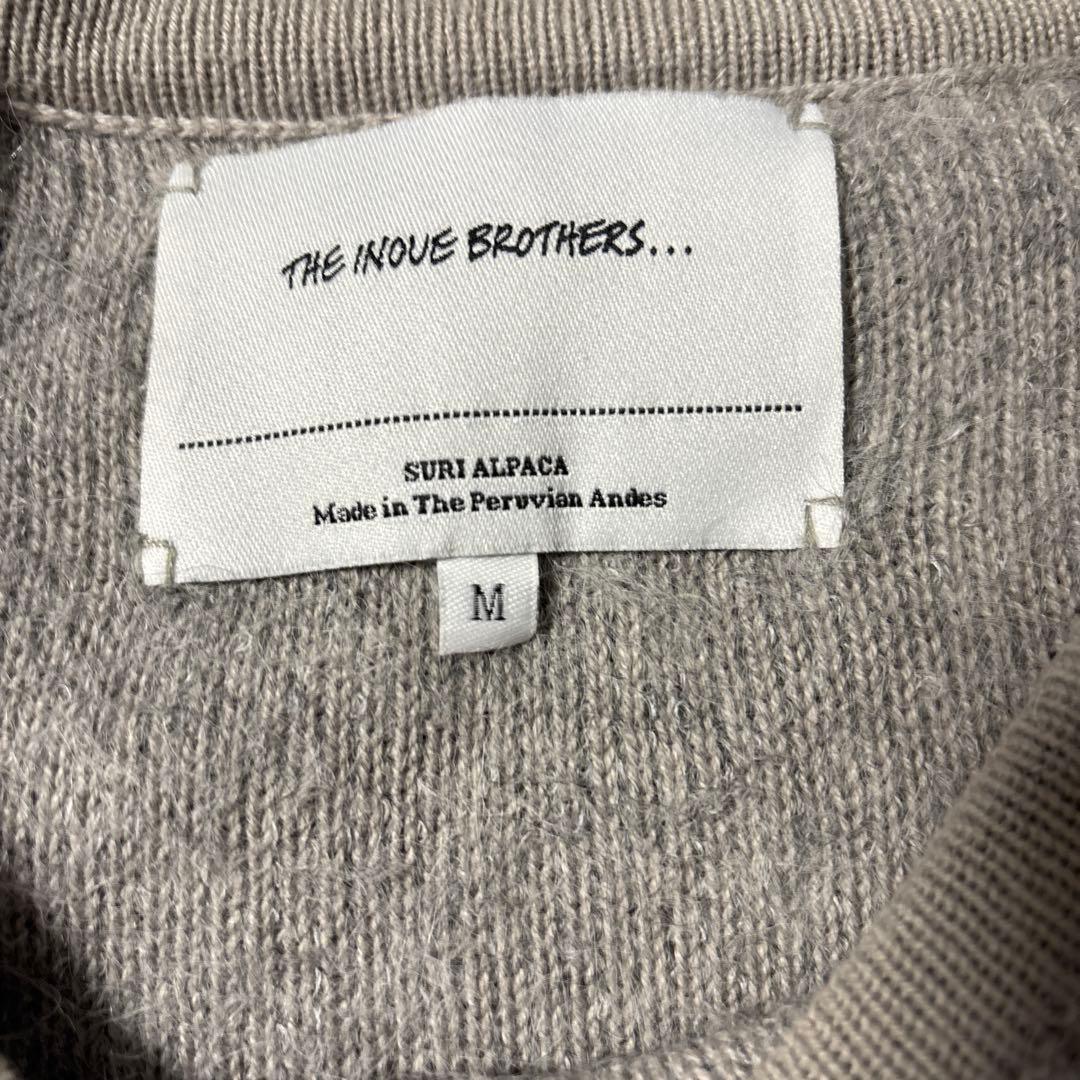 THE INOUE BROTHERS...
SURI ALPACA
Made in The Peruvian Andes
M